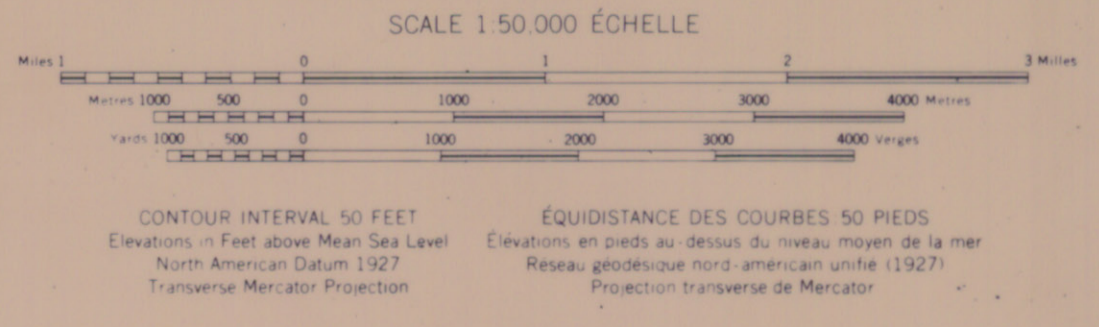 SCALE 1:50,000 ÉCHELLE
Miles 1 0 1 2 3 Milles
Metres 1000 500 0 1000 2000 3000 4000 Metres
Yards 1000 500 0 1000 2000 3000 4000 Verges
CONTOUR INTERVAL 50 FEET
Elevations in Feet above Mean Sea Level
North American Datum 1927
Transverse Mercator Projection
ÉQUIDISTANCE DES COURBES 50 PIEDS
Élévations en pieds au-dessus du niveau moyen de la mer
Réseau géodésique nord-américain unifié (1927)
Projection transverse de Mercator